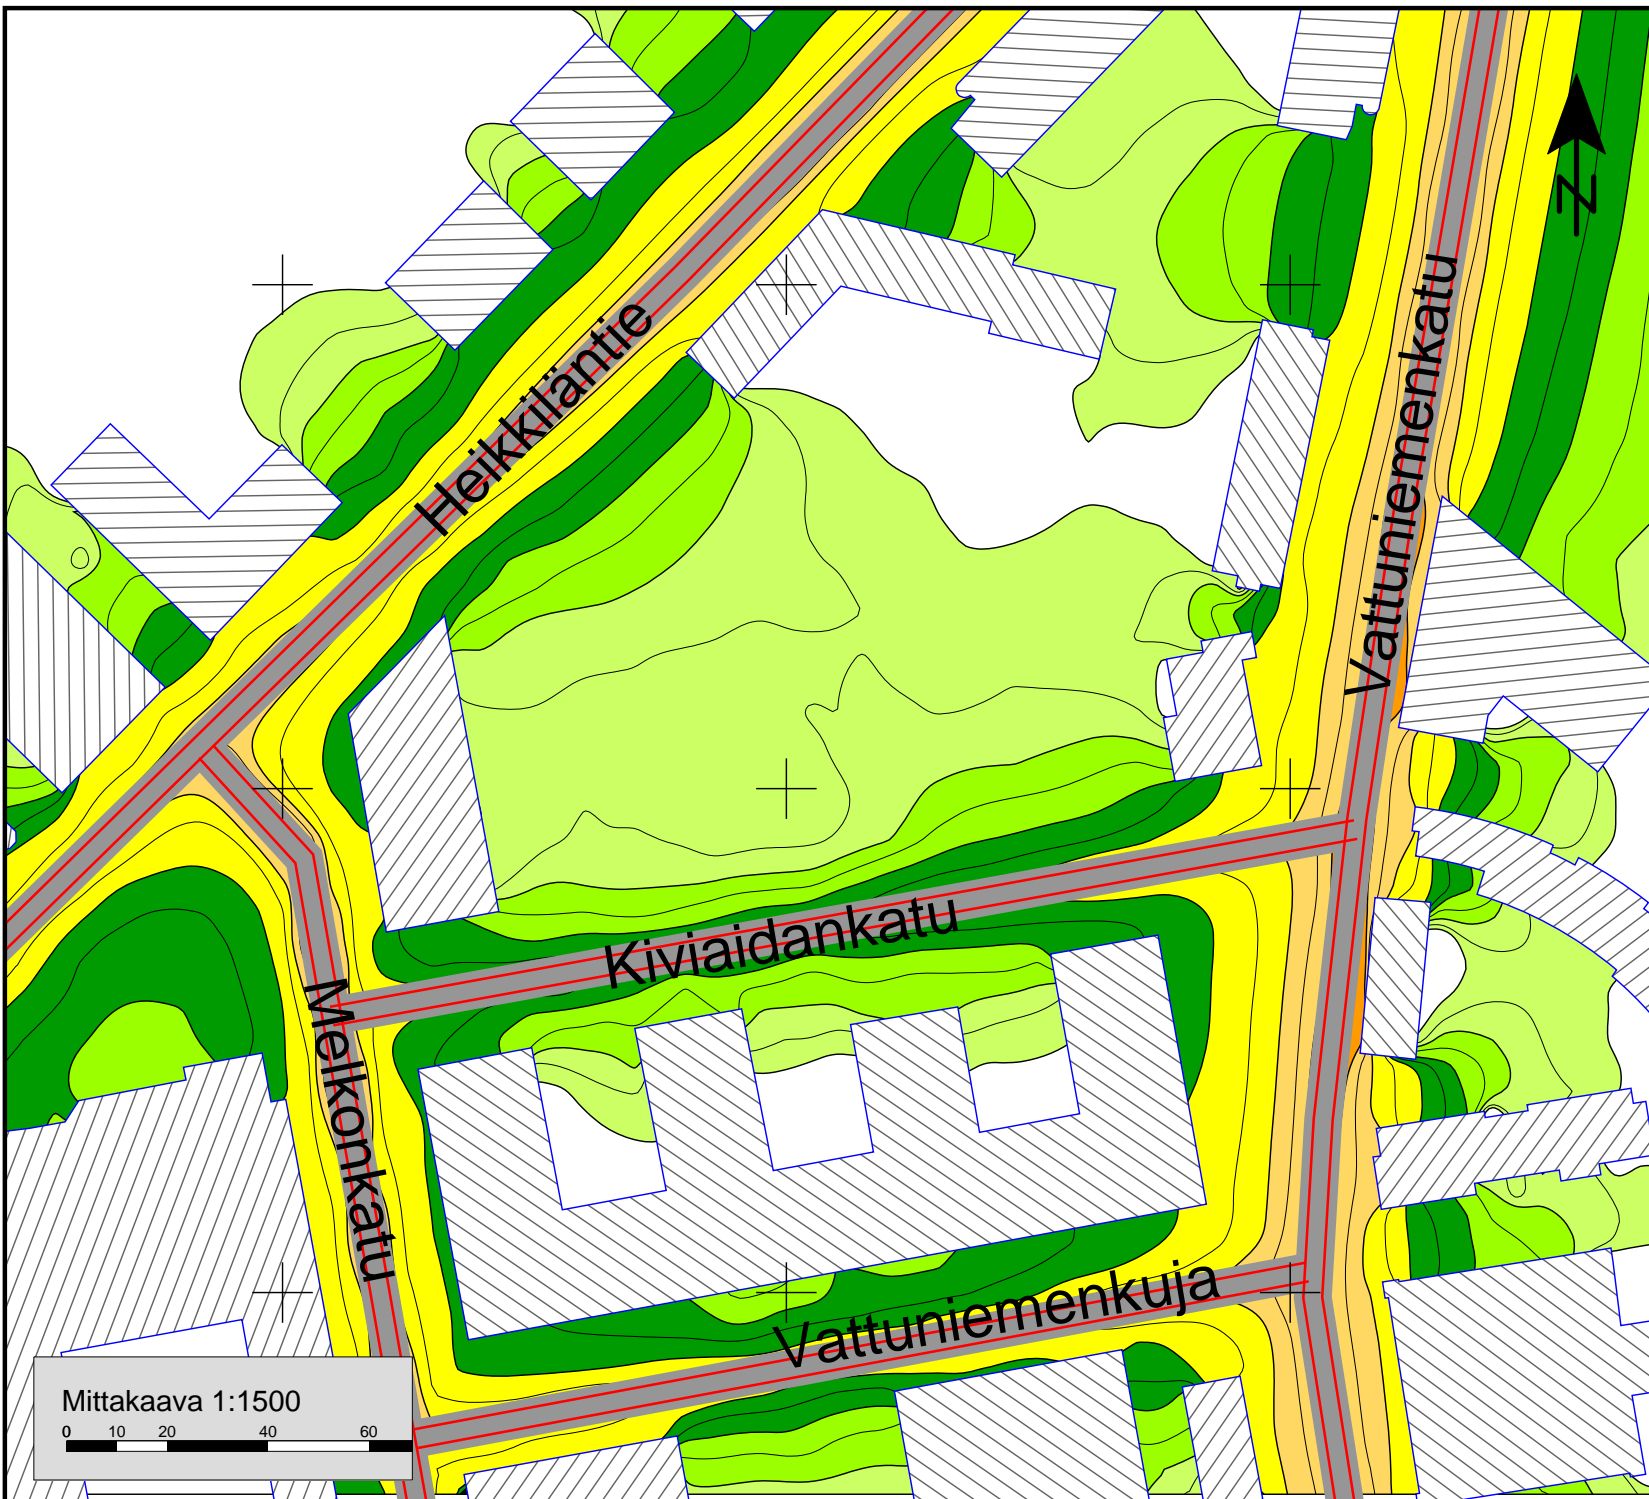 N
Heikkiläntie
Vattuniemenkatu
Kiviaidankatu
Melkonkatu
Vattuniemenkuja
Mittakaava 1:1500
0 10 20 40 60